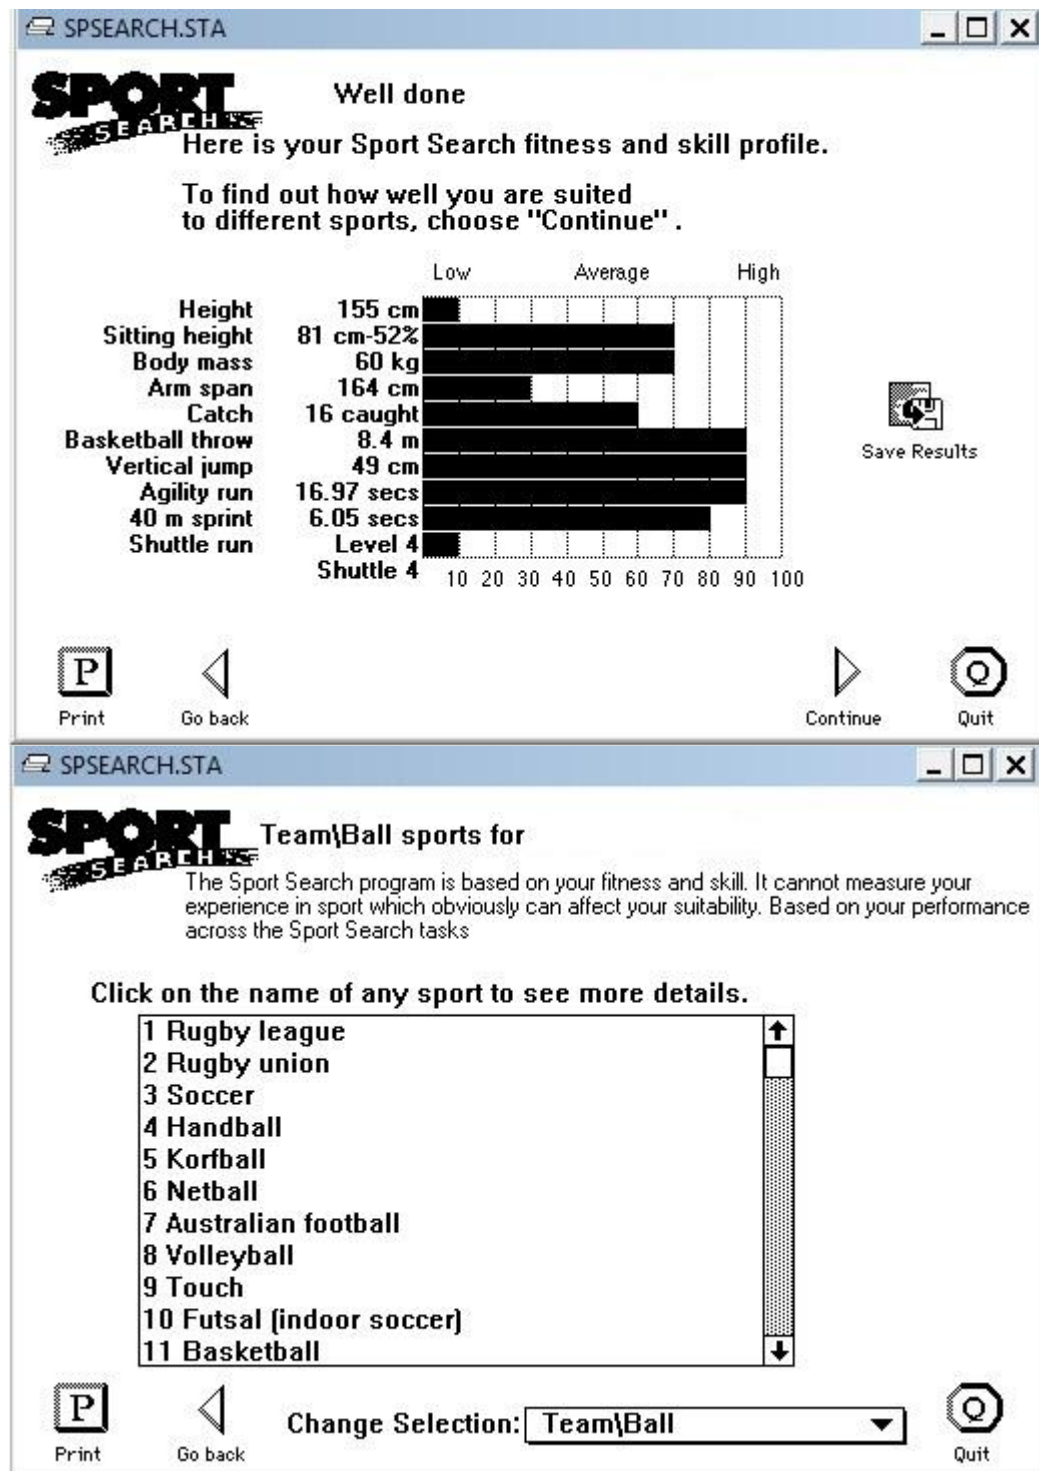 SPSEARCH.STA
SPORT
SEARCH
Well done
Here is your Sport Search fitness and skill profile.
To find out how well you are suited
to different sports, choose "Continue" .
Low Average High
Height 155 cm
Sitting height 81 cm-52%
Body mass 60 kg
Arm span 164 cm
Catch 16 caught
Basketball throw 8.4 m
Vertical jump 49 cm
Agility run 16.97 secs
40 m sprint 6.05 secs
Shuttle run Level 4
Shuttle 4
10 20 30 40 50 60 70 80 90 100
Save Results
P
Print
Go back
Continue
Q
Quit
SPSEARCH.STA
SPORT
SEARCH
Team\Ball sports for
The Sport Search program is based on your fitness and skill. It cannot measure your
experience in sport which obviously can affect your suitability. Based on your performance
across the Sport Search tasks
Click on the name of any sport to see more details.
1 Rugby league
2 Rugby union
3 Soccer
4 Handball
5 Korfball
6 Netball
7 Australian football
8 Volleyball
9 Touch
10 Futsal (indoor soccer)
11 Basketball
P
Print
Go back
Change Selection: Team\Ball
Q
Quit